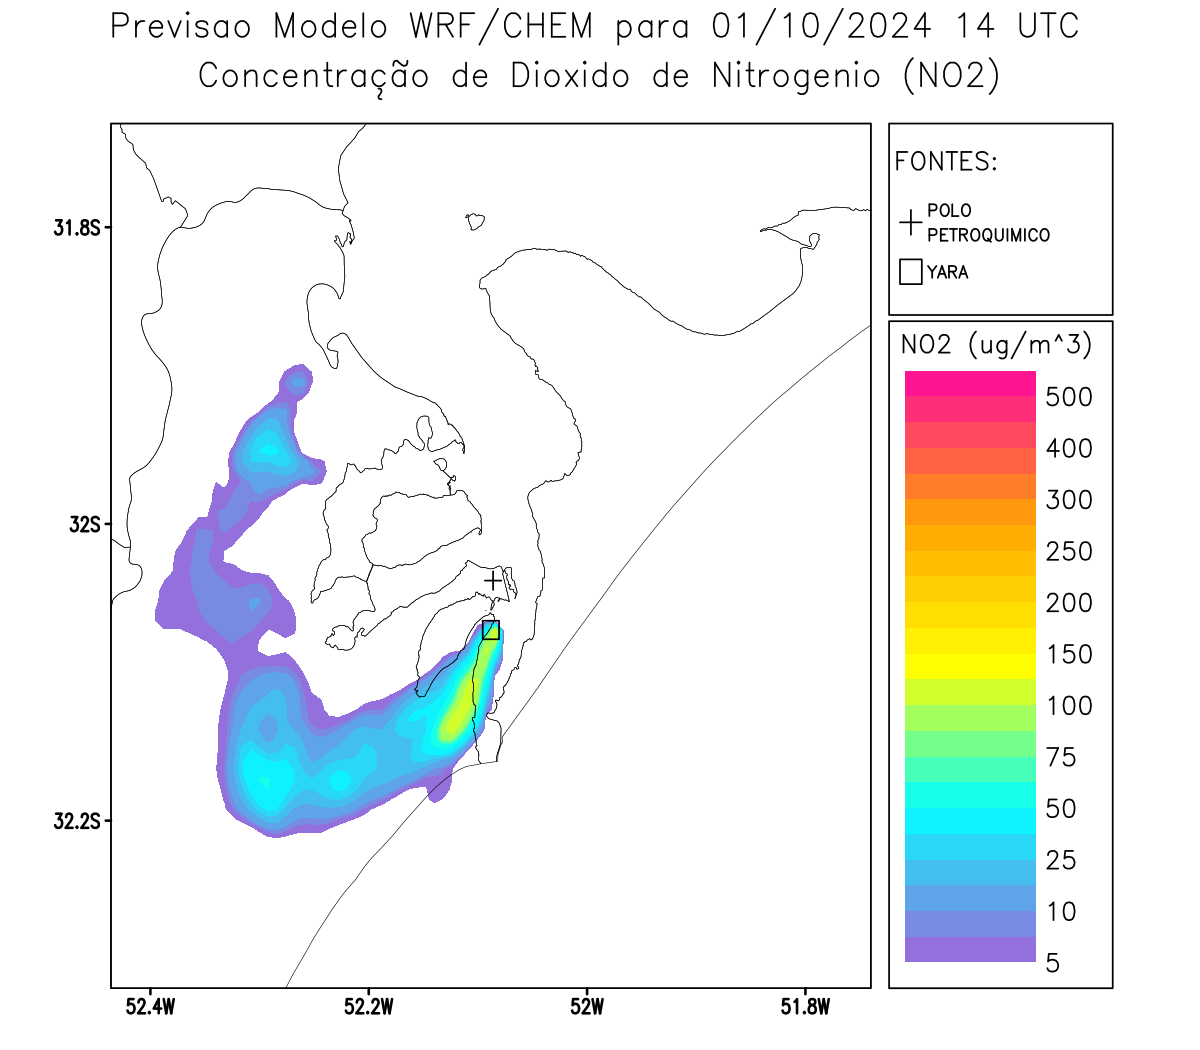 Previsao Modelo WRF/CHEM para 01/10/2024 14 UTC
Concentração de Dioxido de Nitrogenio (NO2)
FONTES:
POLO
PETROQUIMICO
YARA
NO2 (ug/m^3)
500
400
300
250
200
150
100
75
50
25
10
5
31.8S
32S
32.2S
52.4W
52.2W
52W
51.8W